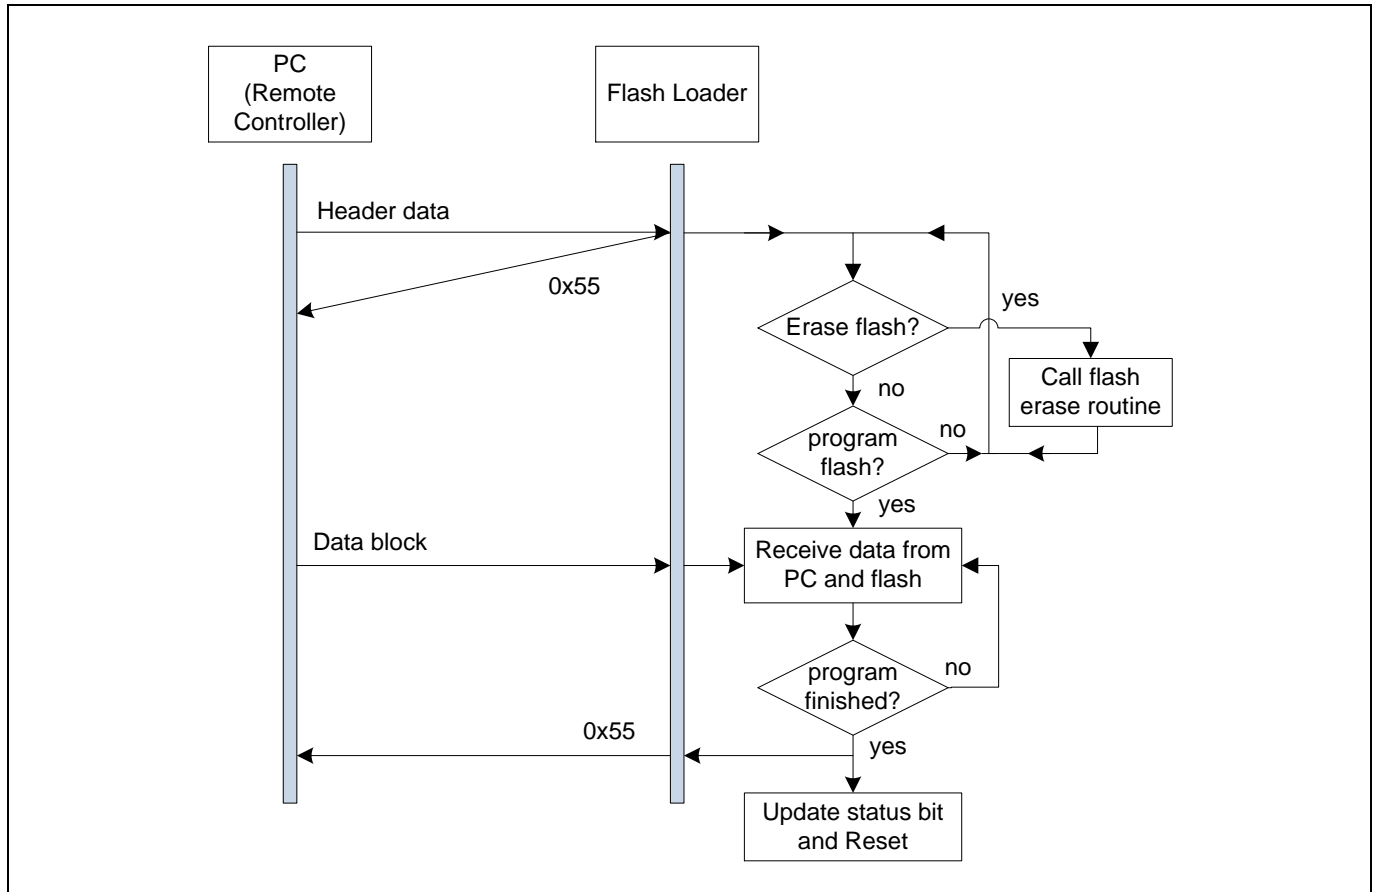 PC
(Remote
Controller)
Flash Loader
Header data
0x55
Erase flash?
yes
Call flash
erase routine
no
program
flash?
no
yes
Data block
Receive data from
PC and flash
program
finished?
no
0x55
yes
Update status bit
and Reset